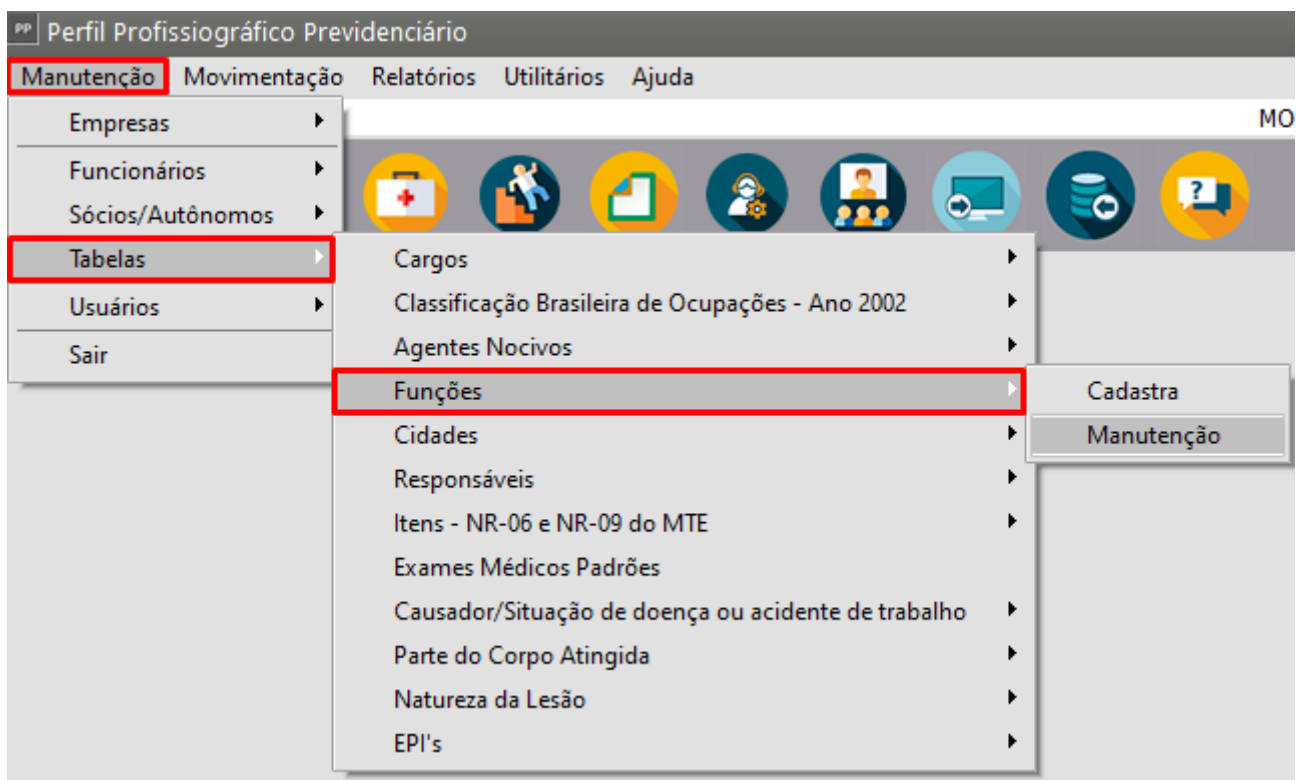 PP Perfil Profissiográfico Previdenciário
Manutenção Movimentação Relatórios Utilitários Ajuda
MO
Empresas
Funcionários
Sócios/Autônomos
Tabelas
Usuários
Sair
Cargos
Classificação Brasileira de Ocupações - Ano 2002
Agentes Nocivos
Funções
Cidades
Responsáveis
Itens - NR-06 e NR-09 do MTE
Exames Médicos Padrões
Causador/Situação de doença ou acidente de trabalho
Parte do Corpo Atingida
Natureza da Lesão
EPI's
Cadastra
Manutenção